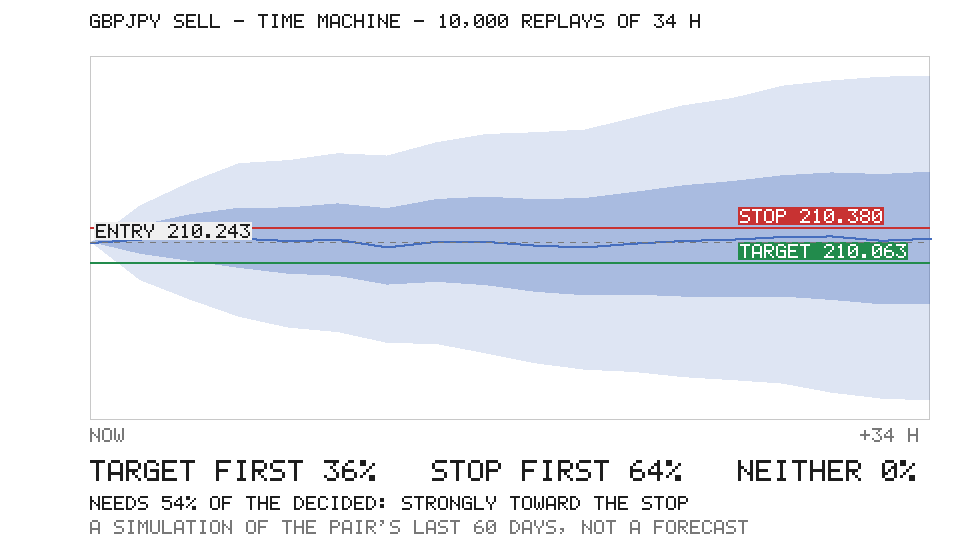 GBPJPY SELL – TIME MACHINE – 10,000 REPLAYS OF 34 H
STOP 210.380
ENTRY 210.243
TARGET 210.063
NOW +34 H
TARGET FIRST 36% STOP FIRST 64% NEITHER 0%
NEEDS 54% OF THE DECIDED: STRONGLY TOWARD THE STOP
A SIMULATION OF THE PAIR'S LAST 60 DAYS, NOT A FORECAST